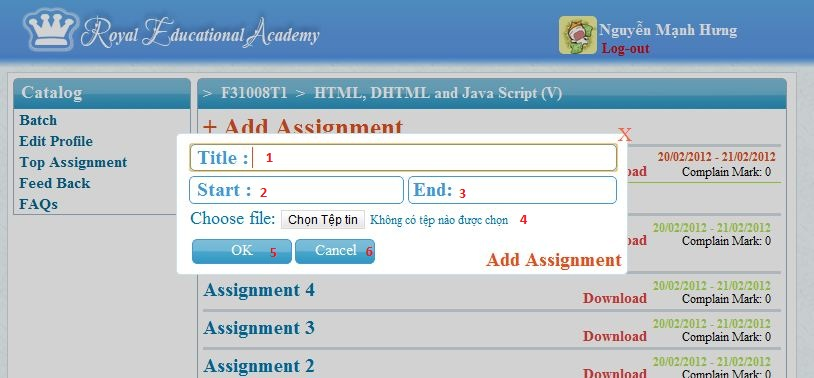 Royal Educational Academy
Nguyễn Mạnh Hưng
Log-out
Catalog
Batch
Edit Profile
Top Assignment
Feed Back
FAQs
> F31008T1 > HTML, DHTML and Java Script (V)
+ Add Assignment
X
Title : 1
Start : 2
End: 3
Choose file: Chọn Tệp tin Không có tệp nào được chọn 4
OK 5
Cancel 6
Add Assignment
20/02/2012 - 21/02/2012
Complain Mark: 0
20/02/2012 - 21/02/2012
Complain Mark: 0
Assignment 4
Download
20/02/2012 - 21/02/2012
Complain Mark: 0
Assignment 3
Download
20/02/2012 - 21/02/2012
Complain Mark: 0
Assignment 2
Download
20/02/2012 - 21/02/2012
Complain Mark: 0